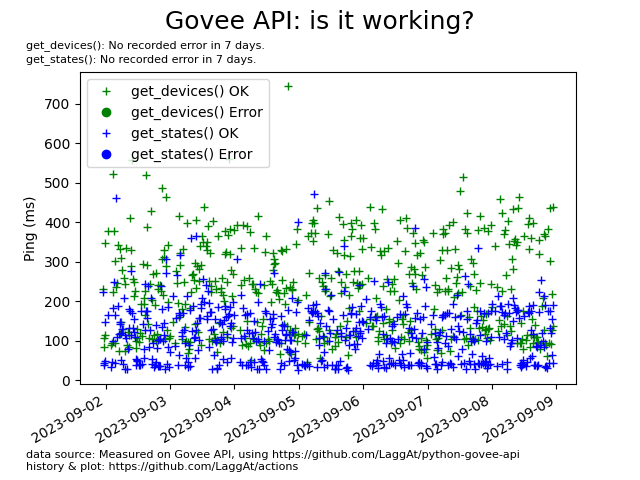 Govee API: is it working?
get_devices(): No recorded error in 7 days.
get_states(): No recorded error in 7 days.
get_devices() OK
get_devices() Error
get_states() OK
get_states() Error
Ping (ms)
700
600
500
400
300
200
100
0
2023-09-02
2023-09-03
2023-09-04
2023-09-05
2023-09-06
2023-09-07
2023-09-08
2023-09-09
data source: Measured on Govee API, using https://github.com/LaggAt/python-govee-api
history & plot: https://github.com/LaggAt/actions